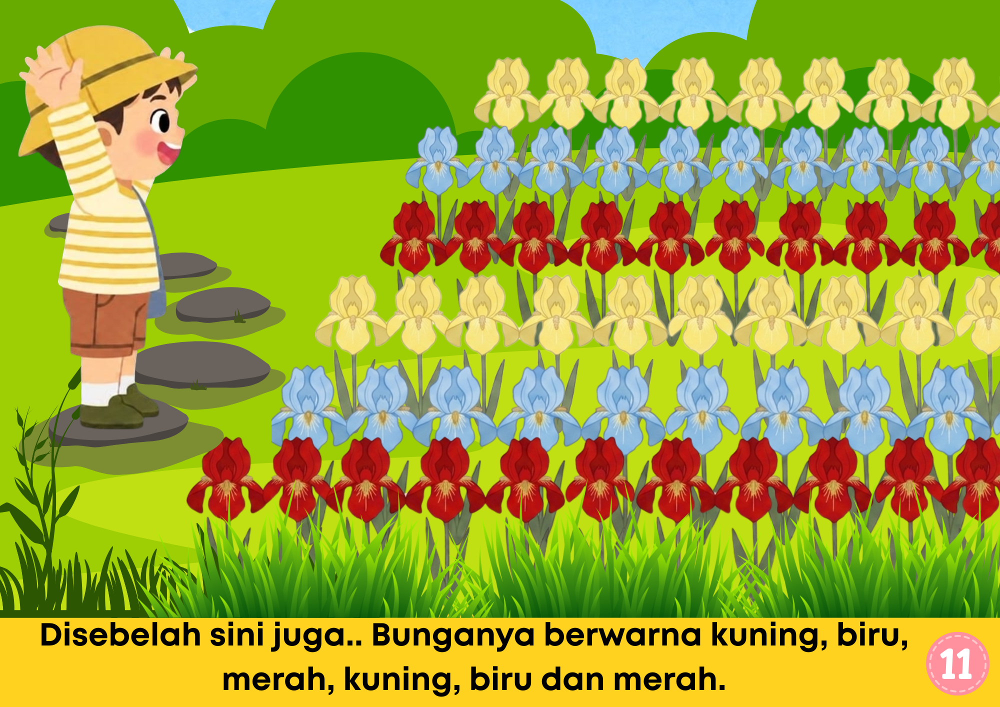 Disebelah sini juga.. Bunganya berwarna kuning, biru,
merah, kuning, biru dan merah.
11